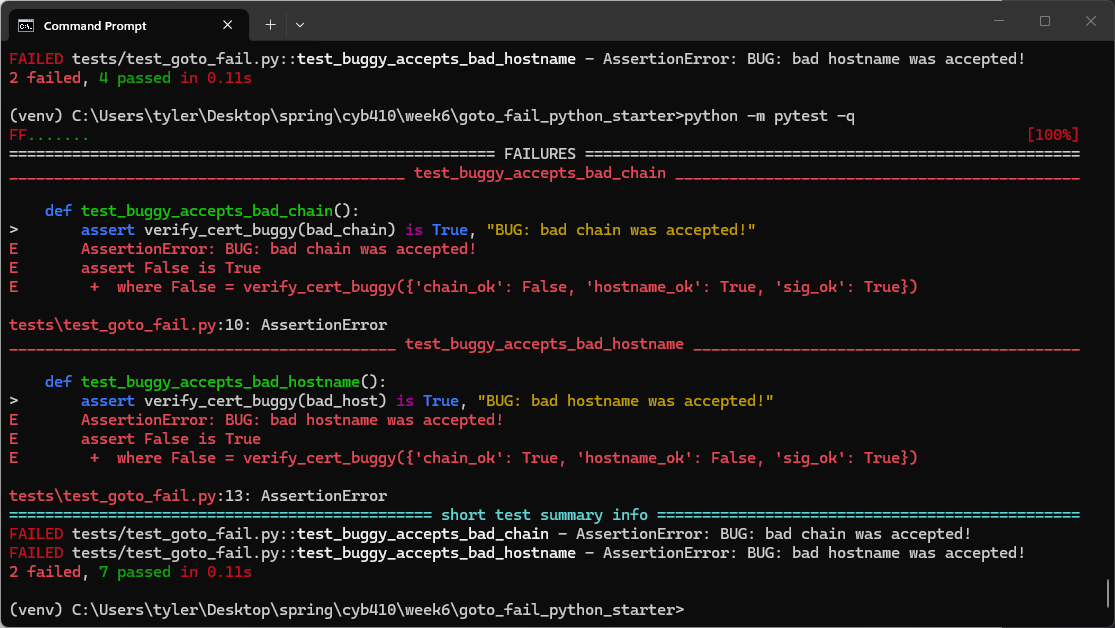 Command Prompt
FAILED tests/test_goto_fail.py::test_buggy_accepts_bad_hostname - AssertionError: BUG: bad hostname was accepted!
2 failed, 4 passed in 0.11s
(venv) C:\Users\tyler\Desktop\spring\cyb410\week6\goto_fail_python_starter>python -m pytest -q
FF....... [100%]
====================================================== FAILURES =======================================================
____________________________________________ test_buggy_accepts_bad_chain _____________________________________________
    def test_buggy_accepts_bad_chain():
>       assert verify_cert_buggy(bad_chain) is True, "BUG: bad chain was accepted!"
E       AssertionError: BUG: bad chain was accepted!
E       assert False is True
E        +  where False = verify_cert_buggy({'chain_ok': False, 'hostname_ok': True, 'sig_ok': True})
tests\test_goto_fail.py:10: AssertionError
___________________________________________ test_buggy_accepts_bad_hostname ___________________________________________
    def test_buggy_accepts_bad_hostname():
>       assert verify_cert_buggy(bad_host) is True, "BUG: bad hostname was accepted!"
E       AssertionError: BUG: bad hostname was accepted!
E       assert False is True
E        +  where False = verify_cert_buggy({'chain_ok': True, 'hostname_ok': False, 'sig_ok': True})
tests\test_goto_fail.py:13: AssertionError
=============================================== short test summary info ===============================================
FAILED tests/test_goto_fail.py::test_buggy_accepts_bad_chain - AssertionError: BUG: bad chain was accepted!
FAILED tests/test_goto_fail.py::test_buggy_accepts_bad_hostname - AssertionError: BUG: bad hostname was accepted!
2 failed, 7 passed in 0.11s
(venv) C:\Users\tyler\Desktop\spring\cyb410\week6\goto_fail_python_starter>